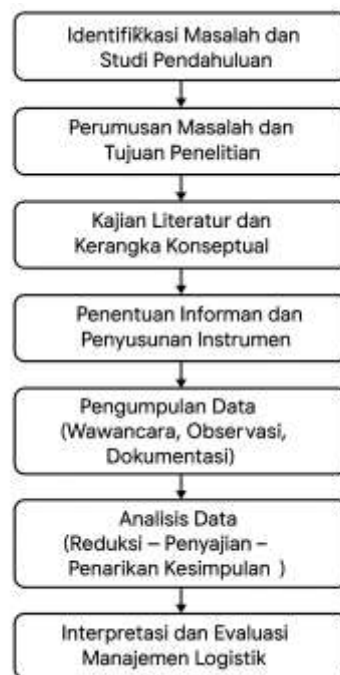 Identifikkasi Masalah dan
Studi Pendahuluan
Perumusan Masalah dan
Tujuan Penelitian
Kajian Literatur dan
Kerangka Konseptual
Penentuan Informan dan
Penyusunan Instrumen
Pengumpulan Data
(Wawancara, Observasi,
Dokumentasi)
Analisis Data
(Reduksi – Penyajian –
Penarikan Kesimpulan )
Interpretasi dan Evaluasi
Manajemen Logistik